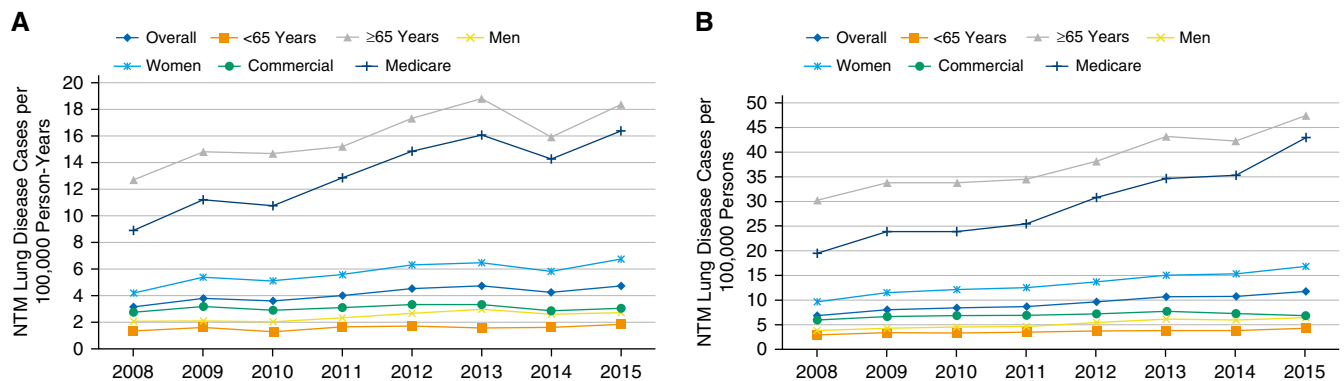 A
Overall <65 Years ≥65 Years Men
Women Commercial Medicare
NTM Lung Disease Cases per
100,000 Person-Years
20
18
16
14
12
10
8
6
4
2
0
2008 2009 2010 2011 2012 2013 2014 2015
B
Overall <65 Years ≥65 Years Men
Women Commercial Medicare
NTM Lung Disease Cases per
100,000 Persons
50
45
40
35
30
25
20
15
10
5
0
2008 2009 2010 2011 2012 2013 2014 2015